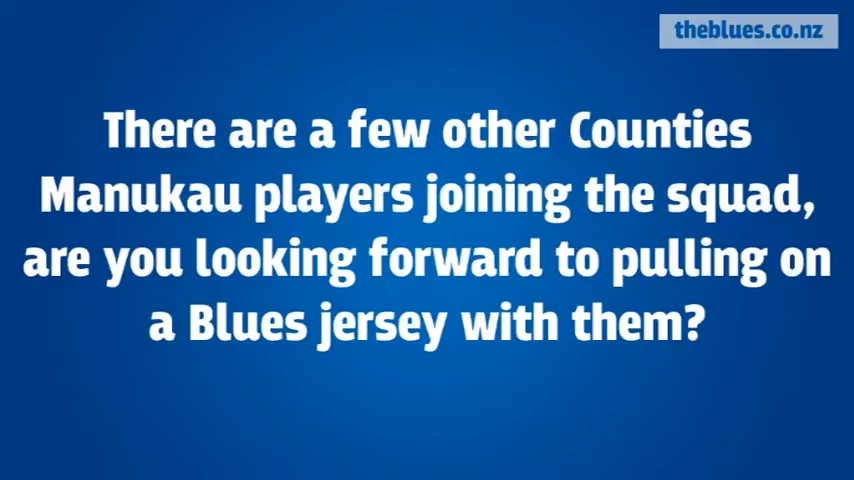 theblues.co.nz
There are a few other Counties
Manukau players joining the squad,
are you looking forward to pulling on
a Blues jersey with them?